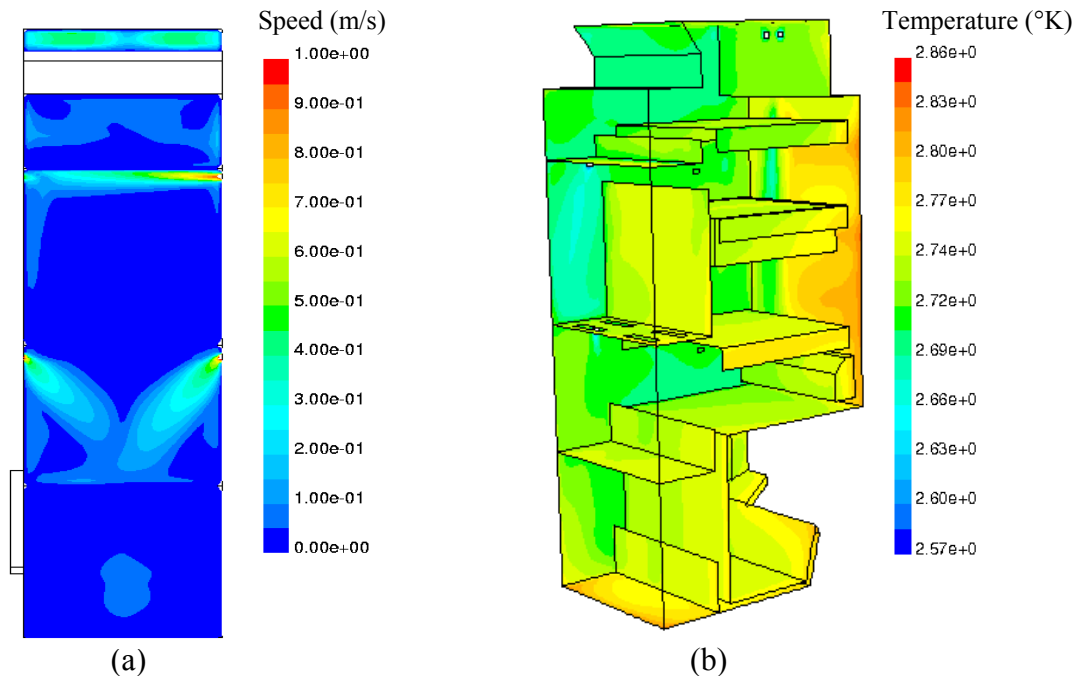 Speed (m/s)
1.00e+00
9.00e-01
8.00e-01
7.00e-01
6.00e-01
5.00e-01
4.00e-01
3.00e-01
2.00e-01
1.00e-01
0.00e+00
(a)
Temperature (°K)
2.86e+0
2.83e+0
2.80e+0
2.77e+0
2.74e+0
2.72e+0
2.69e+0
2.66e+0
2.63e+0
2.60e+0
2.57e+0
(b)